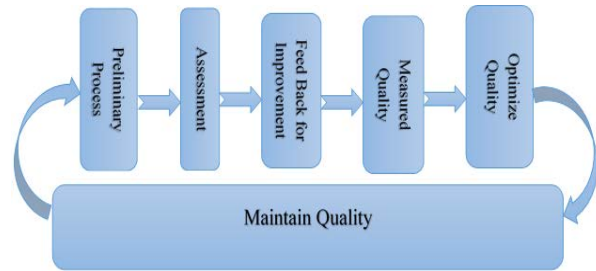 Preliminary
Process
Assessment
Feed Back for
Improvement
Measured
Quality
Optimize
Quality
Maintain Quality